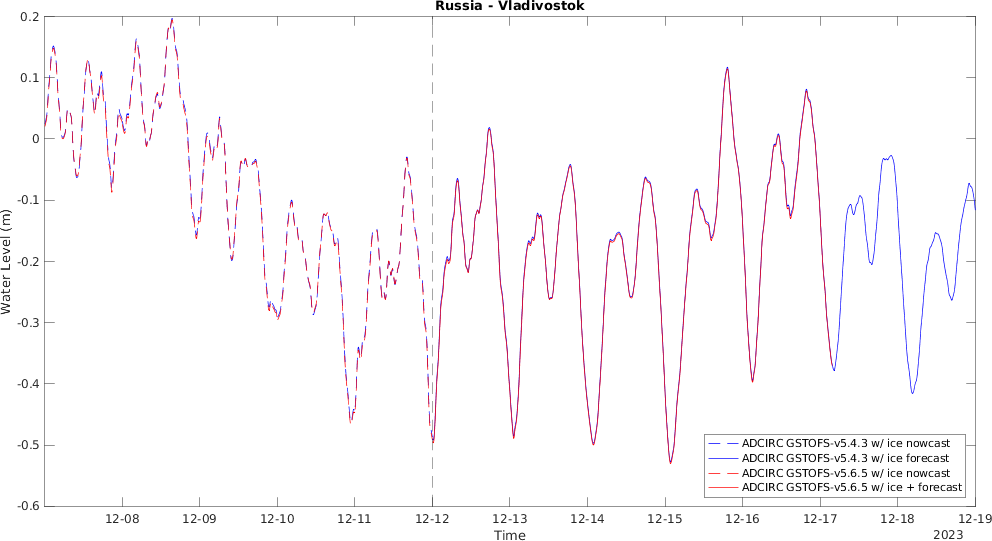 Russia - Vladivostok
Water Level (m)
0.2
0.1
0
-0.1
-0.2
-0.3
-0.4
-0.5
-0.6
ADCIRC GSTOFS-v5.4.3 w/ ice nowcast
ADCIRC GSTOFS-v5.4.3 w/ ice forecast
ADCIRC GSTOFS-v5.6.5 w/ ice nowcast
ADCIRC GSTOFS-v5.6.5 w/ ice + forecast
12-08 12-09 12-10 12-11 12-12 12-13 12-14 12-15 12-16 12-17 12-18 12-19
Time
2023